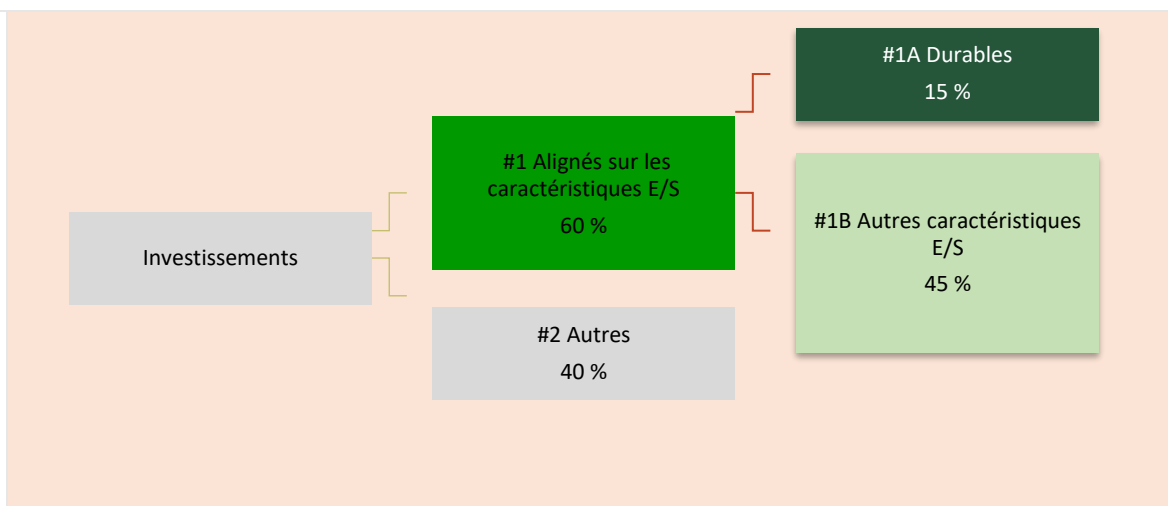 Investissements
#1 Alignés sur les
caractéristiques E/S
60 %
#2 Autres
40 %
#1A Durables
15 %
#1B Autres caractéristiques
E/S
45 %